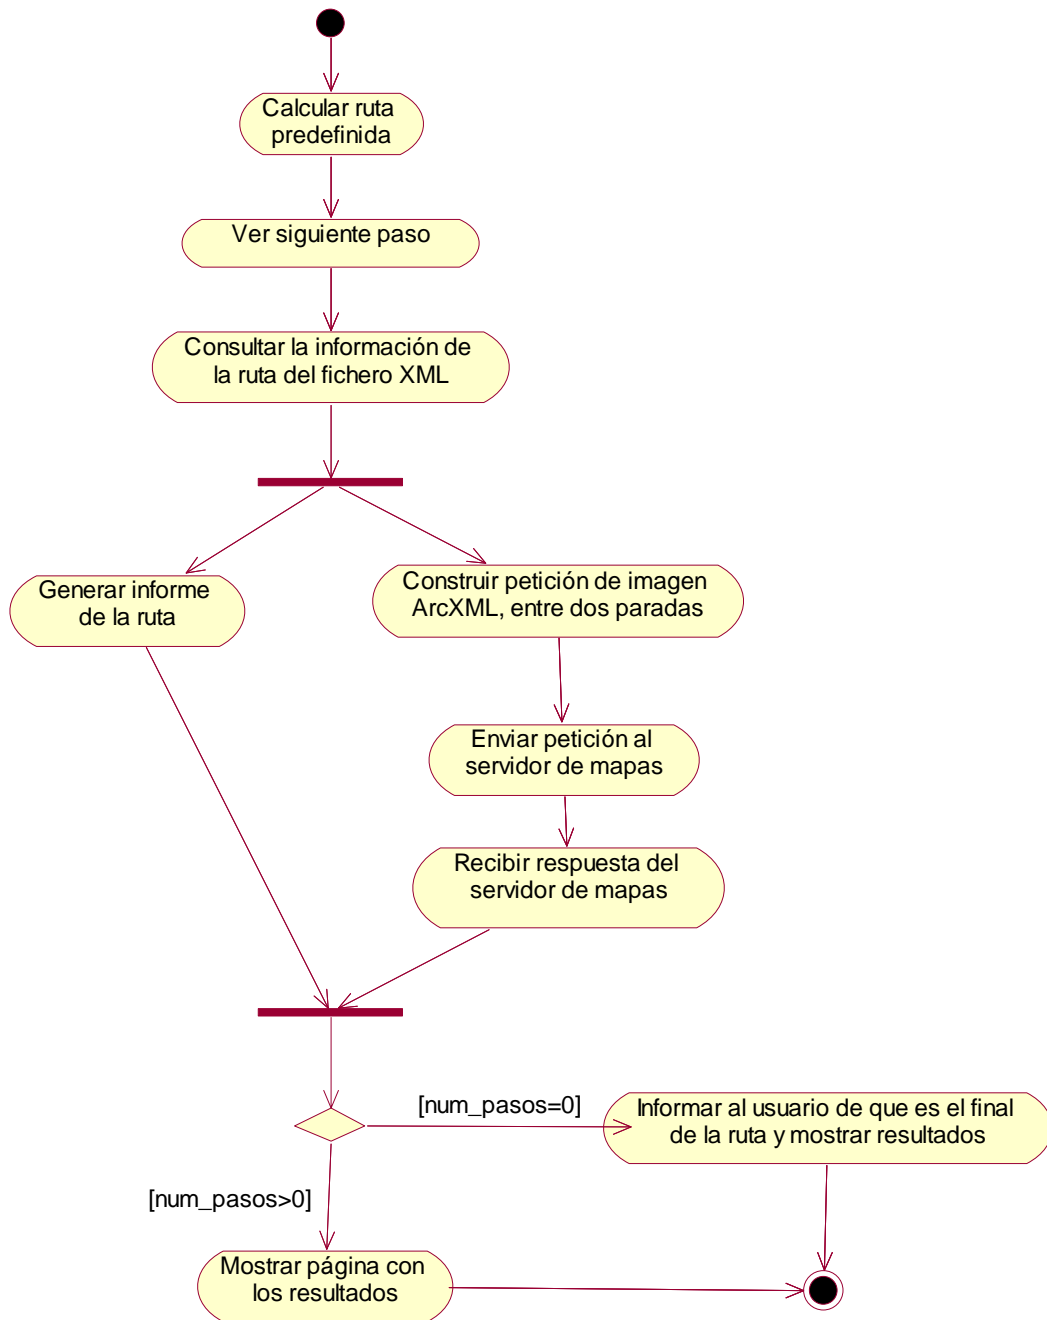 Calcular ruta
predefinida
Ver siguiente paso
Consultar la información de
la ruta del fichero XML
Generar informe
de la ruta
Construir petición de imagen
ArcXML, entre dos paradas
Enviar petición al
servidor de mapas
Recibir respuesta del
servidor de mapas
[num_pasos=0]
Informar al usuario de que es el final
de la ruta y mostrar resultados
[num_pasos>0]
Mostrar página con
los resultados